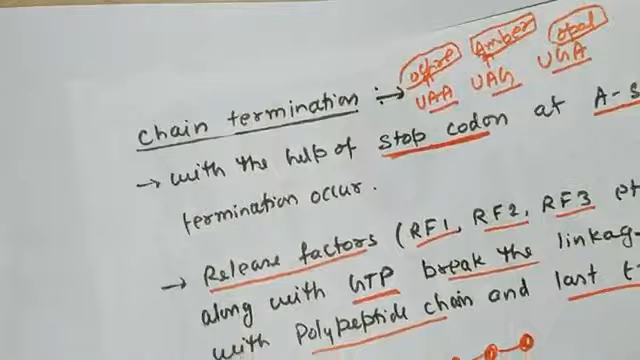 Ochre Amber Opal
UAA UAG UGA
Chain termination :→
→ with the help of stop codon at A-s
termination occur.
→ Release factors (RF1, RF2, RF3
along with GTP break the linkag
with Polypeptide chain and last t